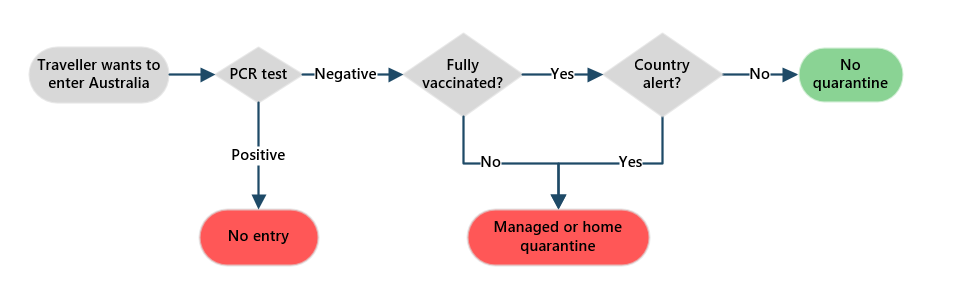 Traveller wants to
enter Australia
PCR test
Negative
Fully
vaccinated?
Yes
Country
alert?
No
No
quarantine
Positive
No
Yes
No entry
Managed or home
quarantine